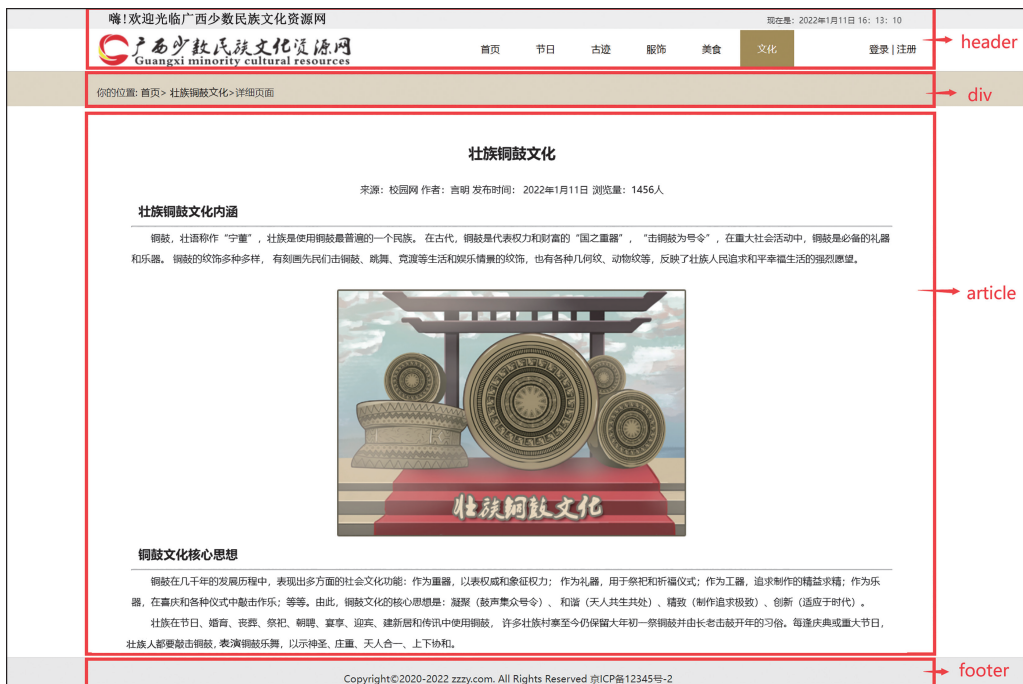 嗨!欢迎光临广西少数民族文化资源网
现在是: 2022年1月11日 16: 13: 10
广西少数民族文化资源网
Guangxi minority cultural resources
首页 节日 古迹 服饰 美食 文化 登录 | 注册
header
你的位置: 首页> 壮族铜鼓文化>详细页面
div
壮族铜鼓文化
来源: 校园网 作者: 言明 发布时间: 2022年1月11日 浏览量: 1456人
壮族铜鼓文化内涵
铜鼓，壮语称作“宁董”，壮族是使用铜鼓最普遍的一个民族。 在古代，铜鼓是代表权力和财富的“国之重器”，“击铜鼓为号令”，在重大社会活动中，铜鼓是必备的礼器
和乐器。 铜鼓的纹饰多种多样， 有刻画先民们击铜鼓、跳舞、竞渡等生活和娱乐情景的纹饰，也有各种几何纹、动物纹等，反映了壮族人民追求和平幸福生活的强烈愿望。
article
壮族铜鼓文化
铜鼓文化核心思想
铜鼓在几千年的发展历程中，表现出多方面的社会文化功能：作为重器，以表权威和象征权力； 作为礼器，用于祭祀和祈福仪式；作为工器，追求制作的精益求精；作为乐
器，在喜庆和各种仪式中敲击作乐；等等。由此，铜鼓文化的核心思想是：凝聚（鼓声集众号令）、 和谐（天人共生共处）、精致（制作追求极致）、创新（适应于时代）。
壮族在节日、婚育、丧葬、祭祀、朝聘、宴享、迎宾、建新居和传讯中使用铜鼓， 许多壮族村寨至今仍保留大年初一祭铜鼓并由长老击鼓开年的习俗。每逢庆典或重大节日，
壮族人都要敲击铜鼓，表演铜鼓乐舞，以示神圣、庄重、天人合一、上下协和。
Copyright©2020-2022 zzzy.com. All Rights Reserved 京ICP备12345号-2
footer